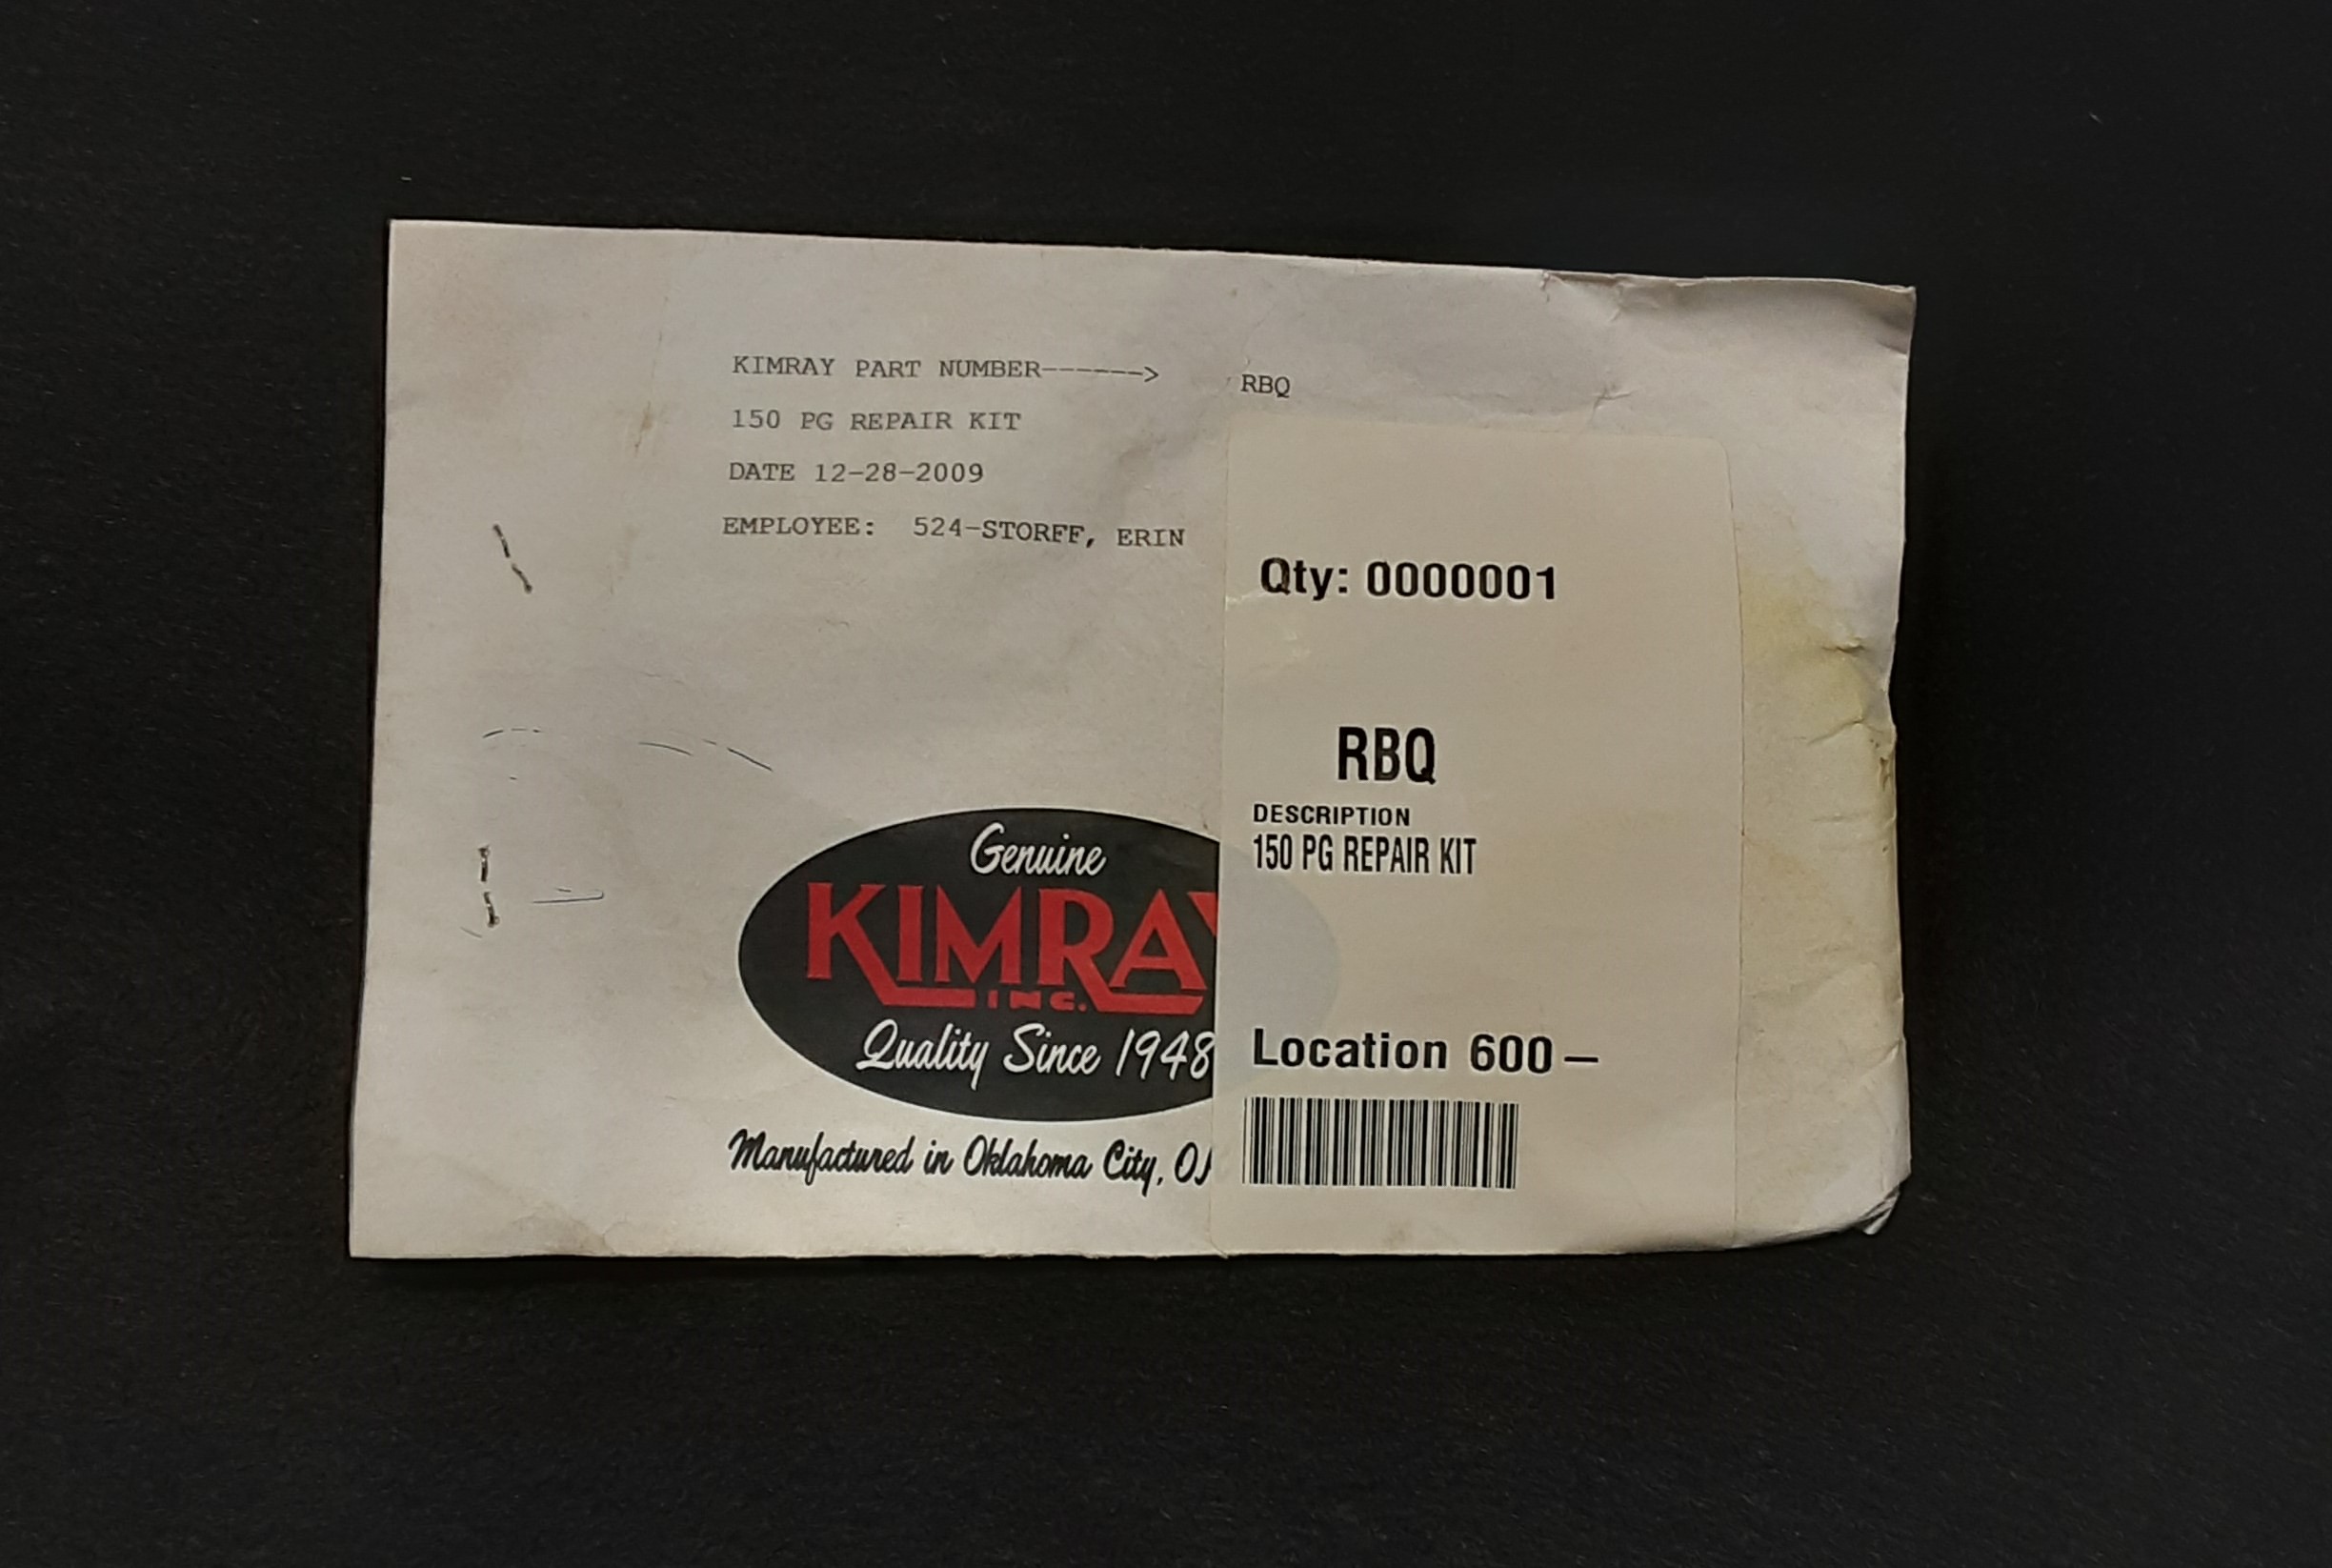 KIMRAY PART NUMBER------> RBQ
150 PG REPAIR KIT
DATE 12-28-2009
EMPLOYEE: 524-STORFF, ERIN
Qty: 0000001
RBQ
DESCRIPTION
150 PG REPAIR KIT
Location 600-
Genuine
KIMRAY
INC.
Quality Since 1948
Manufactured in Oklahoma City,